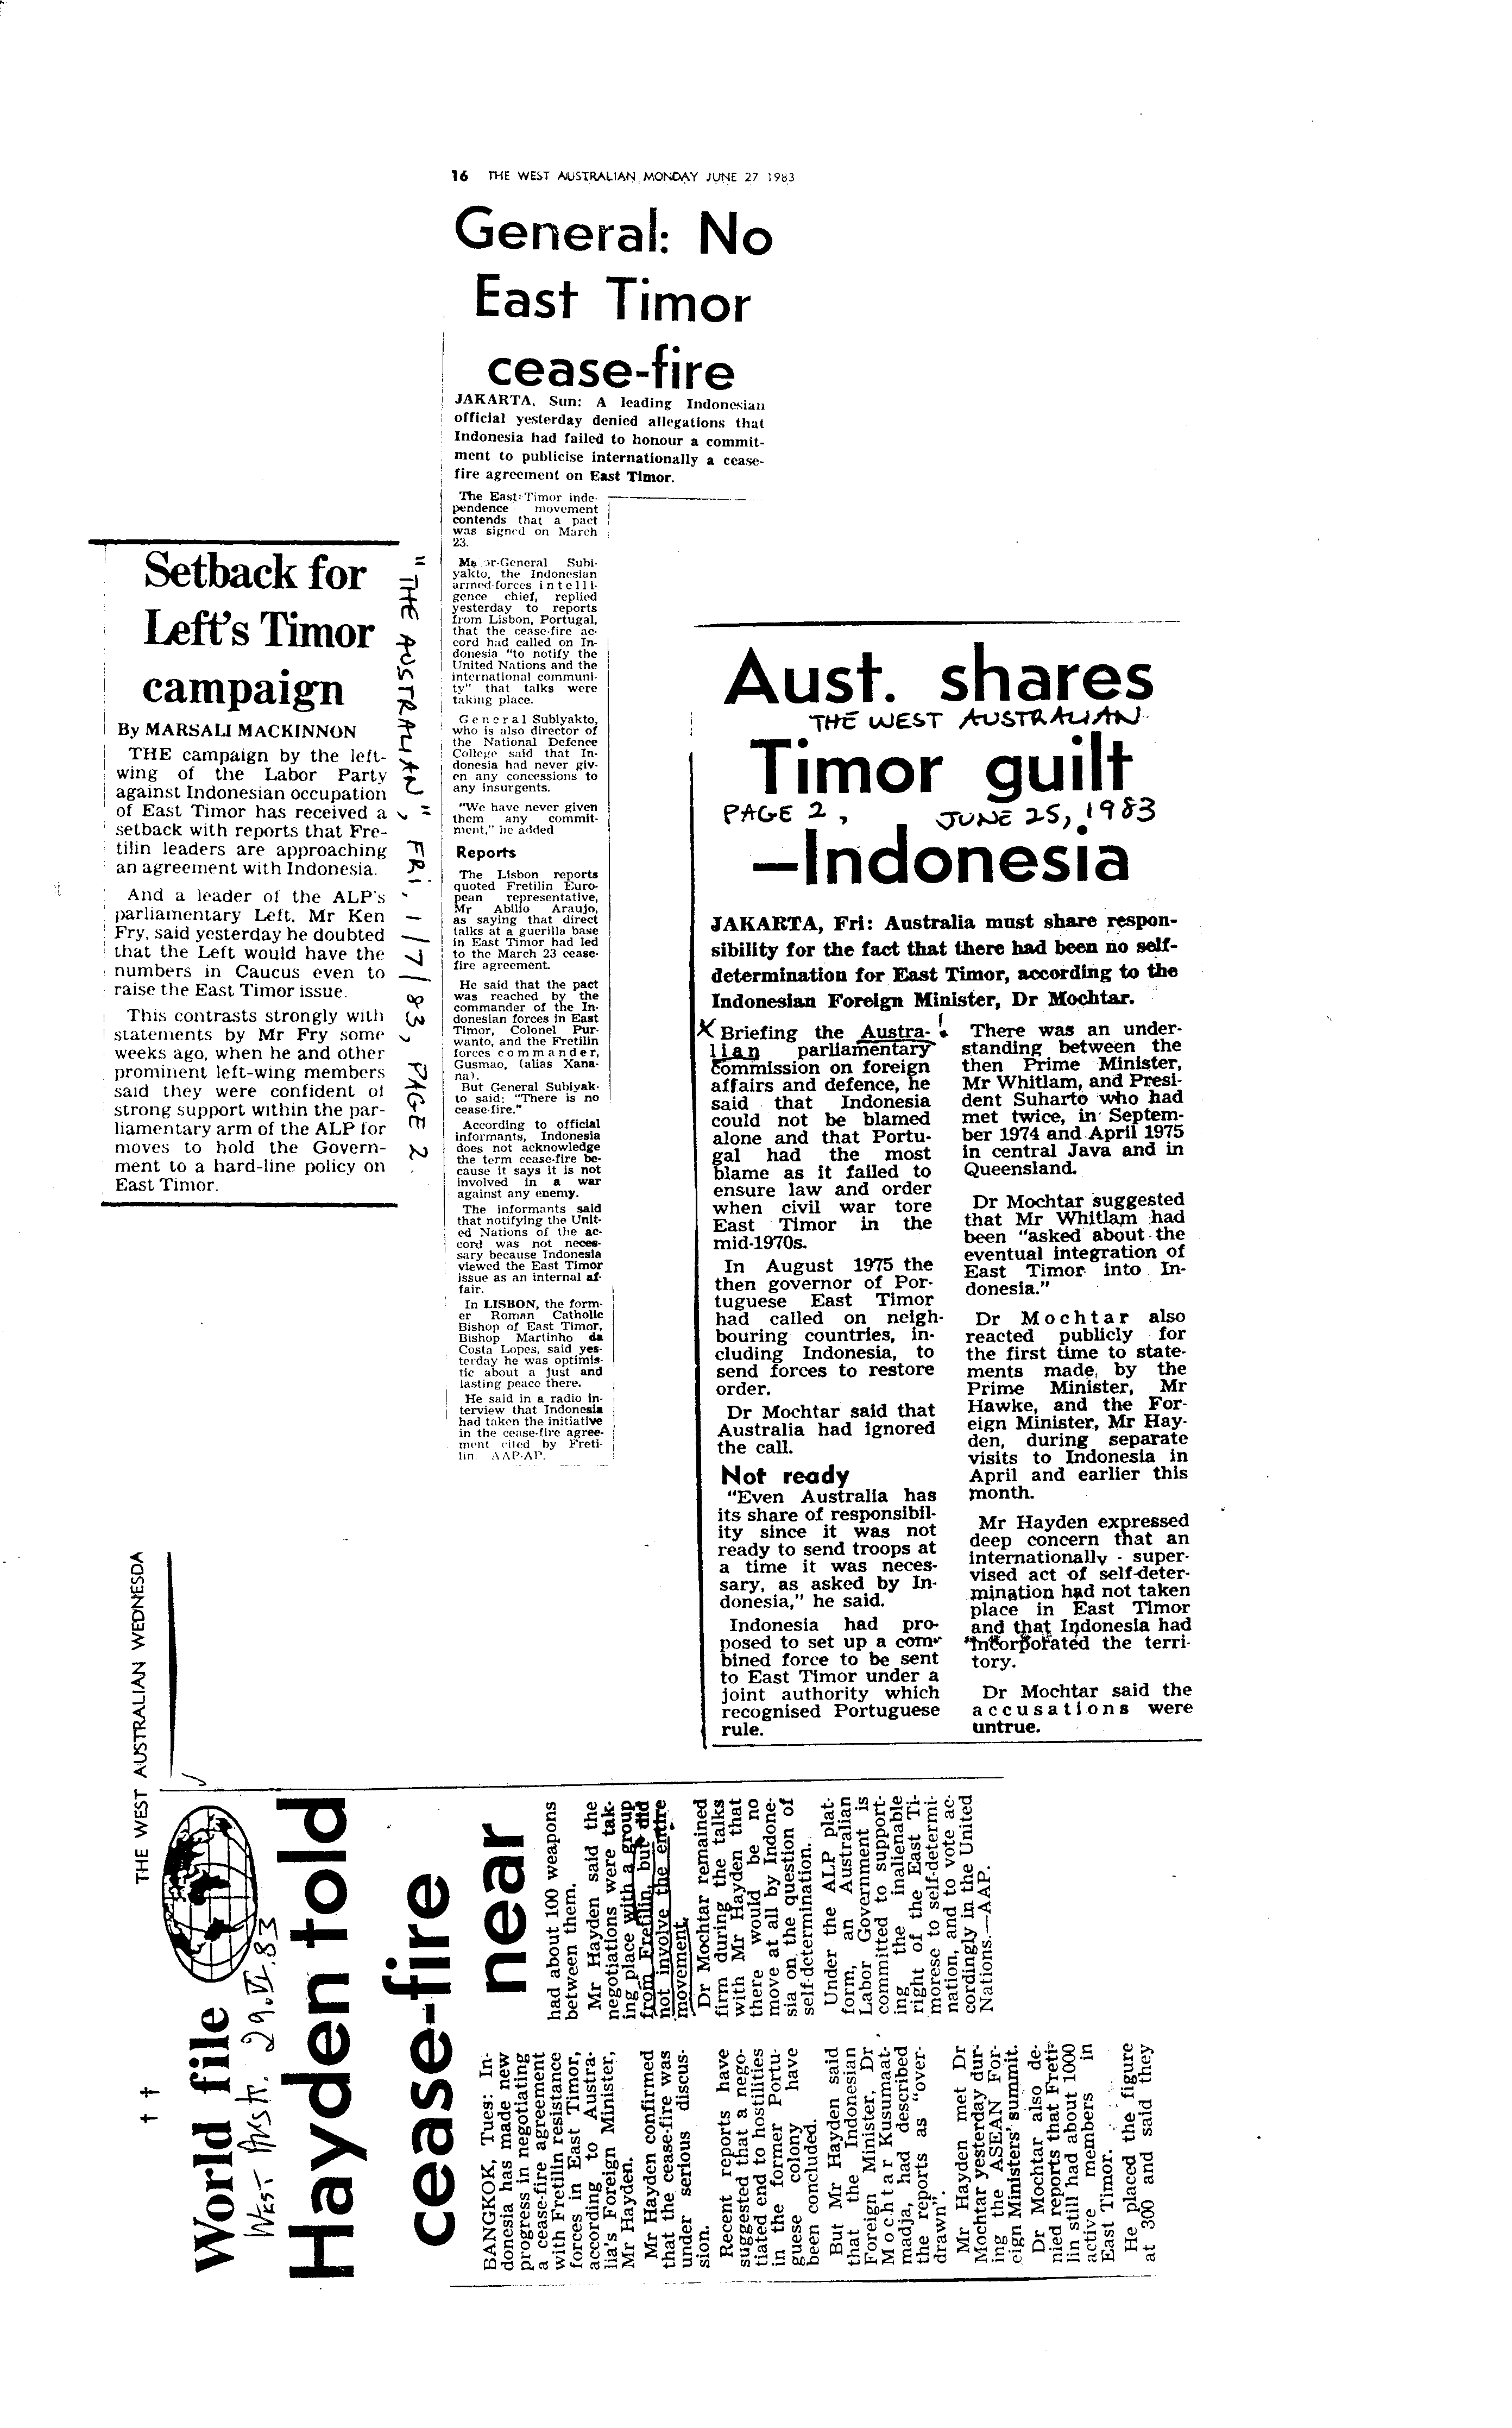 16 THE WEST AUSTRALIAN, MONDAY JUNE 27 1983
General: No
East Timor
cease-fire
JAKARTA, Sun: A leading Indonesian
official yesterday denied allegations that
Indonesia had failed to honour a commit-
ment to publicise internationally a cease-
fire agreement on East Timor.
The East Timor inde-
pendence movement
contends that a pact
was signed on March
23.
Major-General Subi-
yakto, the Indonesian
armed-forces intelli-
gence chief, replied
yesterday to reports
from Lisbon, Portugal,
that the cease-fire ac-
cord had called on In-
donesia "to notify the
United Nations and the
international communi-
ty" that talks were
taking place.
General Subiyakto,
who is also director of
the National Defence
College said that In-
donesia had never giv-
en any concessions to
any insurgents.
"We have never given
them any commit-
ment," he added
Reports
The Lisbon reports
quoted Fretilin Euro-
pean representative,
Mr Abilio Araujo,
as saying that direct
talks at a guerilla base
in East Timor had led
to the March 23 cease-
fire agreement.
He said that the pact
was reached by the
commander of the In-
donesian forces in East
Timor, Colonel Pur-
wanto, and the Fretilin
forces commander,
Gusmao, (alias Xana-
na).
But General Subiyak-
to said: "There is no
cease-fire."
According to official
informants, Indonesia
does not acknowledge
the term cease-fire be-
cause it says it is not
involved in a war
against any enemy.
The informants said
that notifying the Unit-
ed Nations of the ac-
cord was not neces-
sary because Indonesia
viewed the East Timor
issue as an internal af-
fair.
In LISBON, the form-
er Roman Catholic
Bishop of East Timor,
Bishop Martinho da
Costa Lopes, said yes-
terday he was optimis-
tic about a just and
lasting peace there.
He said in a radio in-
terview that Indonesia
had taken the initiative
in the cease-fire agree-
ment cited by Freti-
lin. AAP-AP.
Setback for
Left's Timor
campaign
By MARSALI MACKINNON
THE campaign by the left-
wing of the Labor Party
against Indonesian occupation
of East Timor has received a
setback with reports that Fre-
tilin leaders are approaching
an agreement with Indonesia.
And a leader of the ALP's
parliamentary Left, Mr Ken
Fry, said yesterday he doubted
that the Left would have the
numbers in Caucus even to
raise the East Timor issue.
This contrasts strongly with
statements by Mr Fry some
weeks ago, when he and other
prominent left-wing members
said they were confident of
strong support within the par-
liamentary arm of the ALP for
moves to hold the Govern-
ment to a hard-line policy on
East Timor.
"THE AUSTRALIAN", FRI. - 1/7/83, PAGE 2.
Aust. shares
THE WEST AUSTRALIAN
Timor guilt
PAGE 2, JUNE 25, 1983
—Indonesia
JAKARTA, Fri: Australia must share respon-
sibility for the fact that there had been no self-
determination for East Timor, according to the
Indonesian Foreign Minister, Dr Mochtar.
X Briefing the Austra- !
lian parliamentary
commission on foreign
affairs and defence, he
said that Indonesia
could not be blamed
alone and that Portu-
gal had the most
blame as it failed to
ensure law and order
when civil war tore
East Timor in the
mid-1970s.
In August 1975 the
then governor of Por-
tuguese East Timor
had called on neigh-
bouring countries, in-
cluding Indonesia, to
send forces to restore
order.
Dr Mochtar said that
Australia had ignored
the call.
Not ready
"Even Australia has
its share of responsibil-
ity since it was not
ready to send troops at
a time it was neces-
sary, as asked by In-
donesia," he said.
Indonesia had pro-
posed to set up a com-
bined force to be sent
to East Timor under a
joint authority which
recognised Portuguese
rule.
There was an under-
standing between the
then Prime Minister,
Mr Whitlam, and Presi-
dent Suharto who had
met twice, in Septem-
ber 1974 and April 1975
in central Java and in
Queensland.
Dr Mochtar suggested
that Mr Whitlam had
been "asked about the
eventual integration of
East Timor into In-
donesia."
Dr Mochtar also
reacted publicly for
the first time to state-
ments made, by the
Prime Minister, Mr
Hawke, and the For-
eign Minister, Mr Hay-
den, during separate
visits to Indonesia in
April and earlier this
month.
Mr Hayden expressed
deep concern that an
internationally - super-
vised act of self-deter-
mination had not taken
place in East Timor
and that Indonesia had
incorporated the terri-
tory.
Dr Mochtar said the
accusations were
untrue.
THE WEST AUSTRALIAN WEDNESDA
World file
West Austr. 29.VI.83
Hayden told
cease-fire
near
BANGKOK, Tues: In-
donesia has made new
progress in negotiating
a cease-fire agreement
with Fretilin resistance
forces in East Timor,
according to Austra-
lia's Foreign Minister,
Mr Hayden.
Mr Hayden confirmed
that the cease-fire was
under serious discus-
sion.
Recent reports have
suggested that a nego-
tiated end to hostilities
in the former Portu-
guese colony have
been concluded.
But Mr Hayden said
that the Indonesian
Foreign Minister, Dr
Mochtar Kusumaat-
madja, had described
the reports as "over-
drawn".
Mr Hayden met Dr
Mochtar yesterday dur-
ing the ASEAN For-
eign Ministers' summit.
Dr Mochtar also de-
nied reports that Freti-
lin still had about 1000
active members in
East Timor.
He placed the figure
at 300 and said they
had about 100 weapons
between them.
Mr Hayden said the
negotiations were tak-
ing place with a group
from Fretilin, but did
not involve the entire
movement.
Dr Mochtar remained
firm during the talks
with Mr Hayden that
there would be no
move at all by Indone-
sia on the question of
self-determination.
Under the ALP plat-
form, an Australian
Labor Government is
committed to support-
ing the inalienable
right of the East Ti-
morese to self-determi-
nation, and to vote ac-
cordingly in the United
Nations.—AAP.